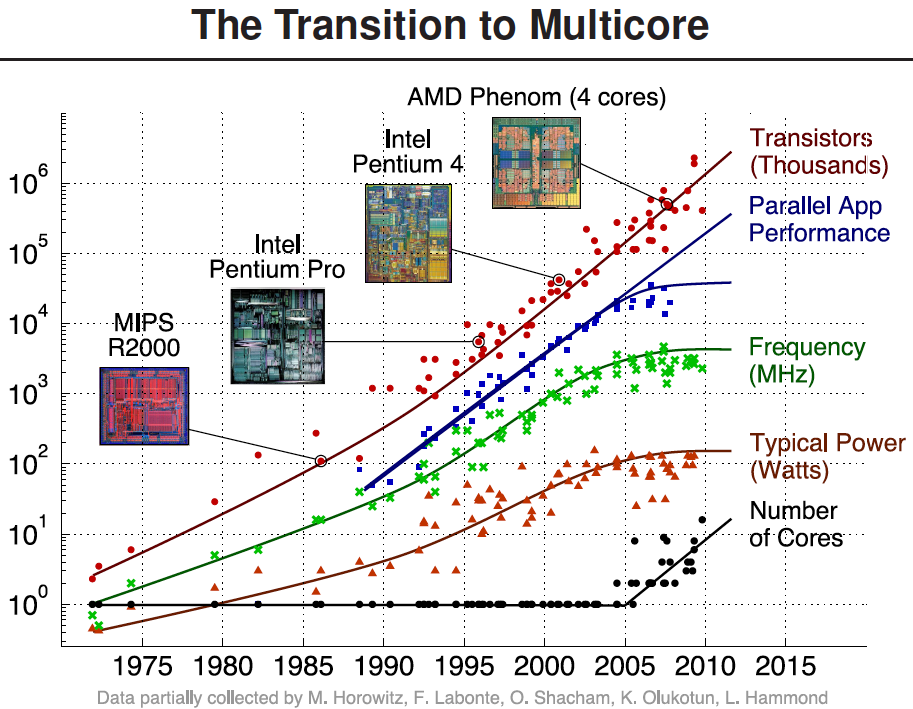 The Transition to Multicore
AMD Phenom (4 cores)
Intel
Pentium 4
Intel
Pentium Pro
MIPS
R2000
Transistors
(Thousands)
Parallel App
Performance
Frequency
(MHz)
Typical Power
(Watts)
Number
of Cores
10^6
10^5
10^4
10^3
10^2
10^1
10^0
1975 1980 1985 1990 1995 2000 2005 2010 2015
Data partially collected by M. Horowitz, F. Labonte, O. Shacham, K. Olukotun, L. Hammond